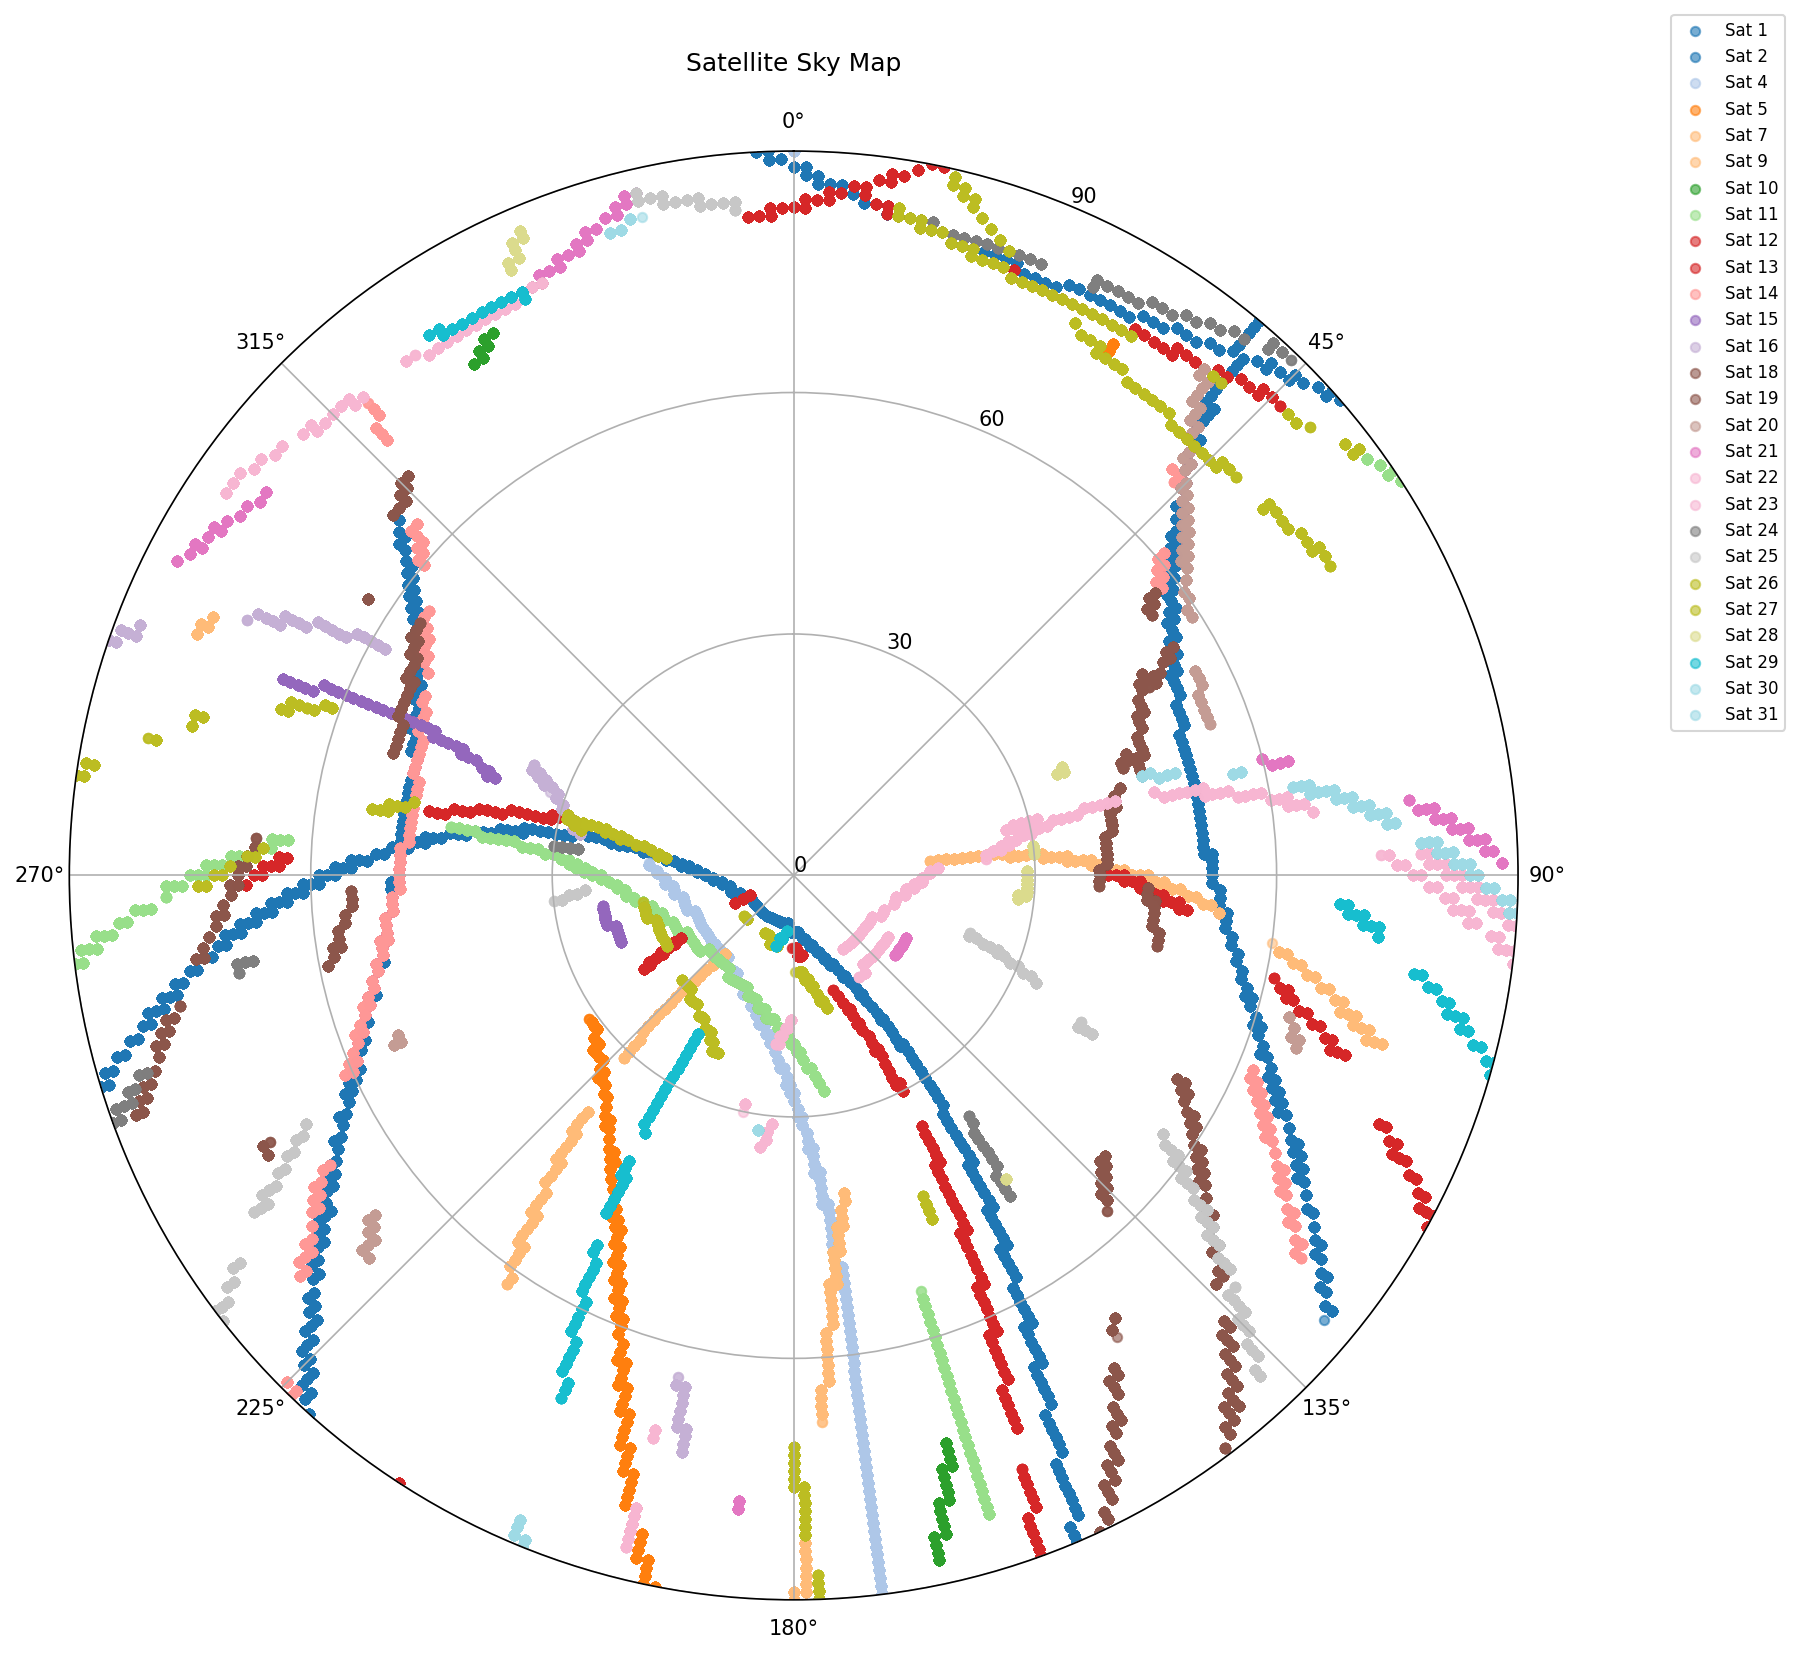 Satellite Sky Map
0°
45°
90°
135°
180°
225°
270°
315°
0
30
60
90
Sat 1
Sat 2
Sat 4
Sat 5
Sat 7
Sat 9
Sat 10
Sat 11
Sat 12
Sat 13
Sat 14
Sat 15
Sat 16
Sat 18
Sat 19
Sat 20
Sat 21
Sat 22
Sat 23
Sat 24
Sat 25
Sat 26
Sat 27
Sat 28
Sat 29
Sat 30
Sat 31